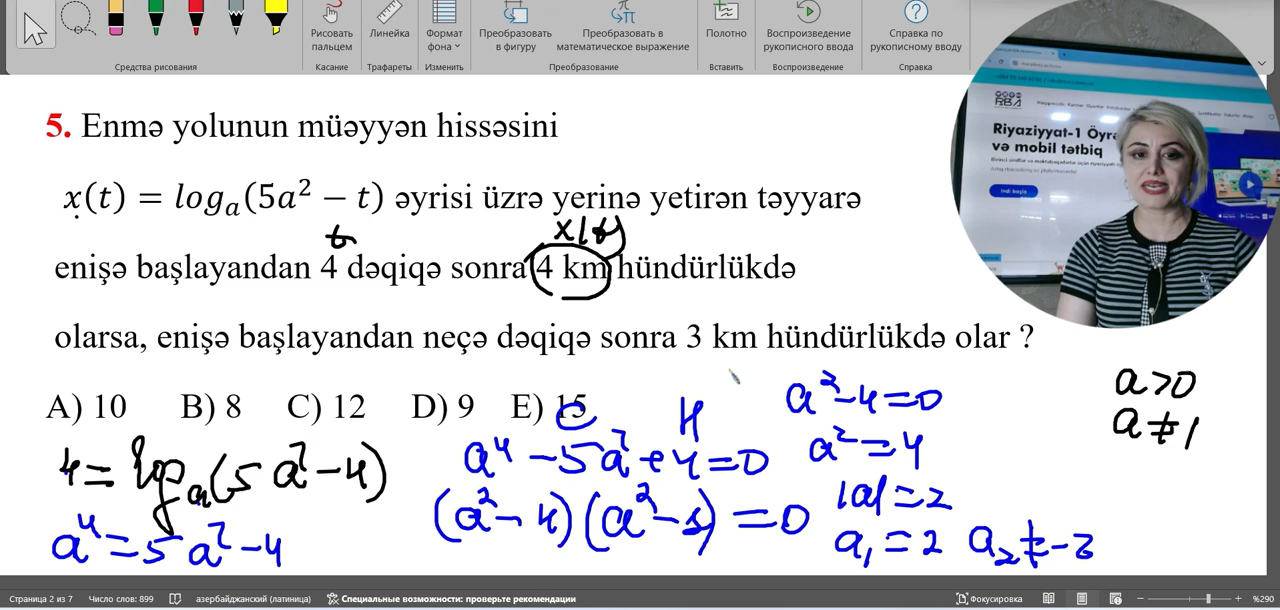 Рисовать пальцем
Линейка
Формат фона
Преобразовать в фигуру
Преобразовать в математическое выражение
Полотно
Воспроизведение рукописного ввода
Справка по рукописному вводу
Средства рисования
Касание
Трафареты
Изменить
Преобразование
Вставить
Воспроизведение
Справка
RBA
Riyaziyyat-1 Öyrə
və mobil tətbiq
İndi başla
5. Enmə yolunun müəyyən hissəsini
x(t) = logₐ(5a² − t) əyrisi üzrə yerinə yetirən təyyarə
t
x(t)
enişə başlayandan 4 dəqiqə sonra 4 km hündürlükdə
olarsa, enişə başlayandan neçə dəqiqə sonra 3 km hündürlükdə olar ?
A) 10 B) 8 C) 12 D) 9 E) 15
4 = logₐ(5a² − 4)
a⁴ = 5a² − 4
a⁴ − 5a² + 4 = 0
(a² − 4)(a² − 1) = 0
a² − 4 = 0
a² = 4
|a| = 2
a₁ = 2 a₂ ≠ −2
a > 0
a ≠ 1
Страница 2 из 7 Число слов: 899 азербайджанский (латиница) Специальные возможности: проверьте рекомендации Фокусировка − + %290